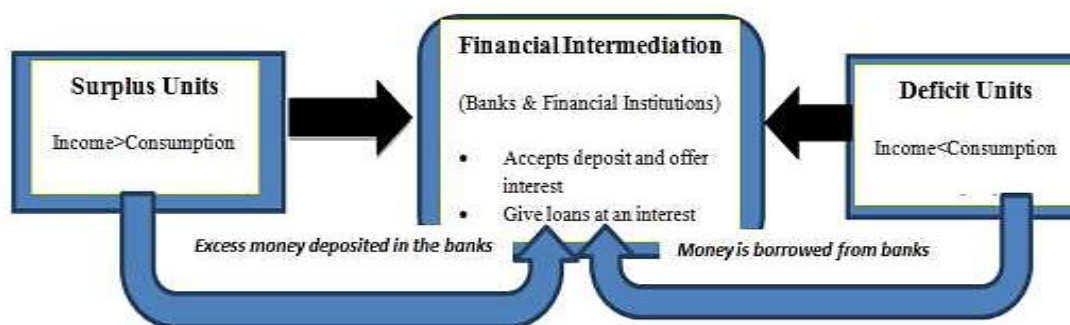 Surplus Units
Income>Consumption
Financial Intermediation
(Banks & Financial Institutions)
• Accepts deposit and offer
interest
• Give loans at an interest
Deficit Units
Income<Consumption
Excess money deposited in the banks
Money is borrowed from banks